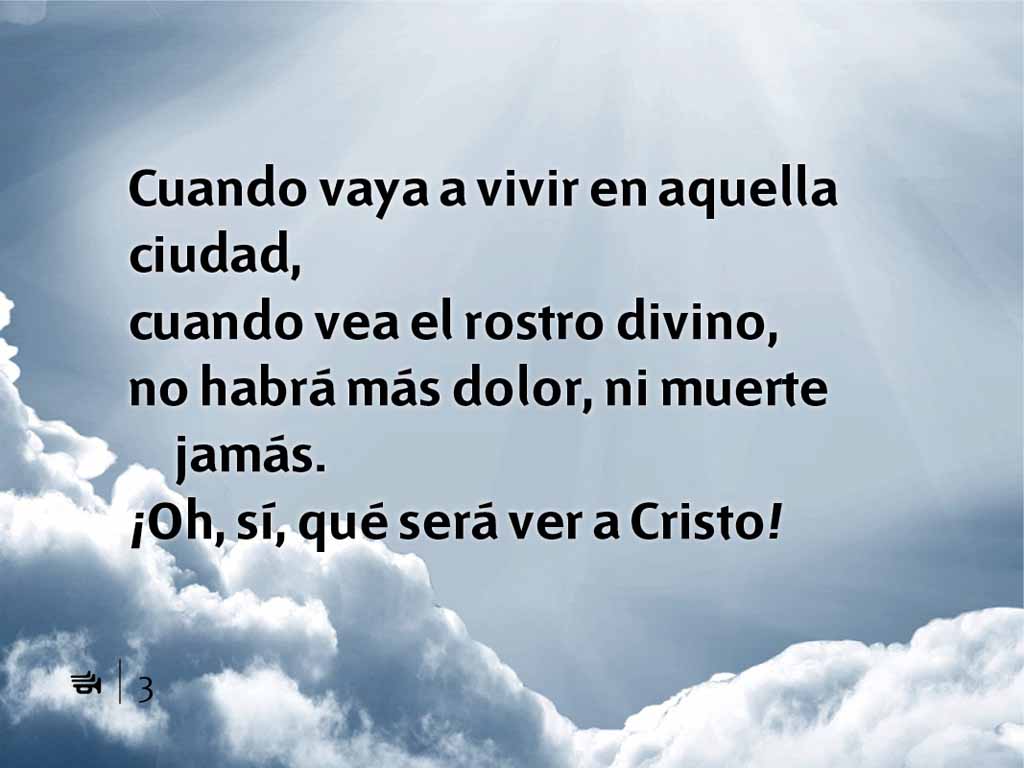 Cuando vaya a vivir en aquella
ciudad,
cuando vea el rostro divino,
no habrá más dolor, ni muerte
jamás.
¡Oh, sí, qué será ver a Cristo!
3